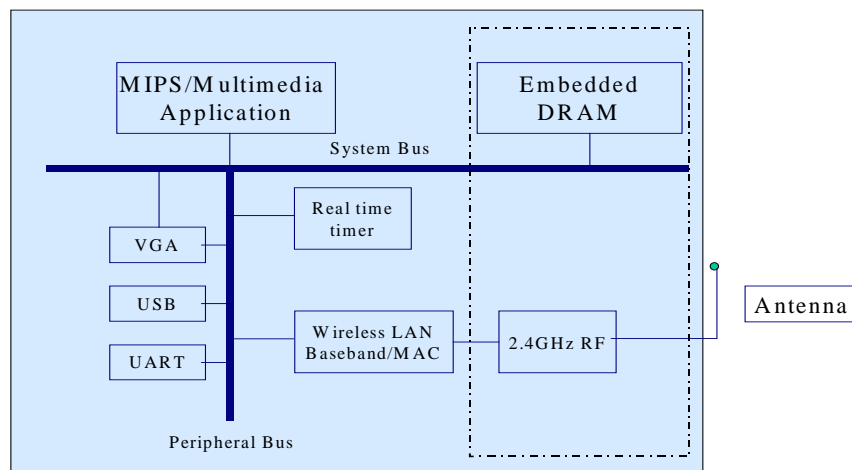 MIPS/Multimedia
Application
Embedded
DRAM
System Bus
Real time
timer
VGA
USB
Antenna
Wireless LAN
Baseband/MAC
2.4GHz RF
UART
Peripheral Bus